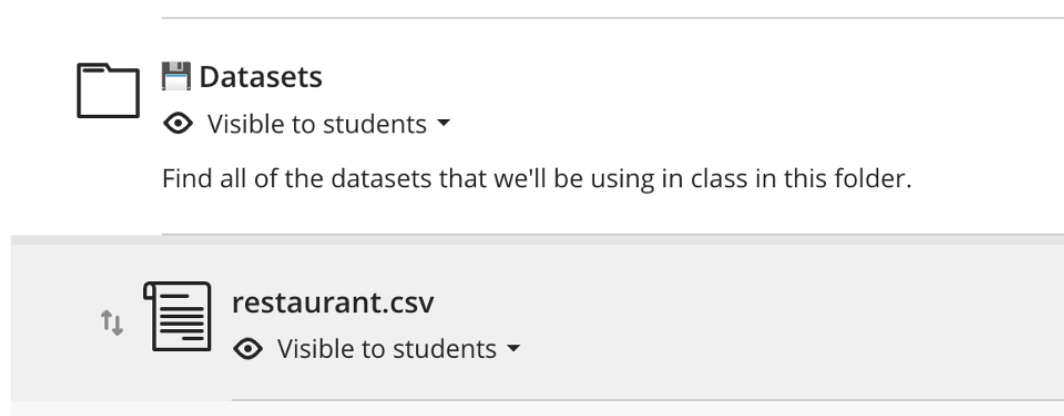 💾 Datasets
Visible to students
Find all of the datasets that we'll be using in class in this folder.
restaurant.csv
Visible to students